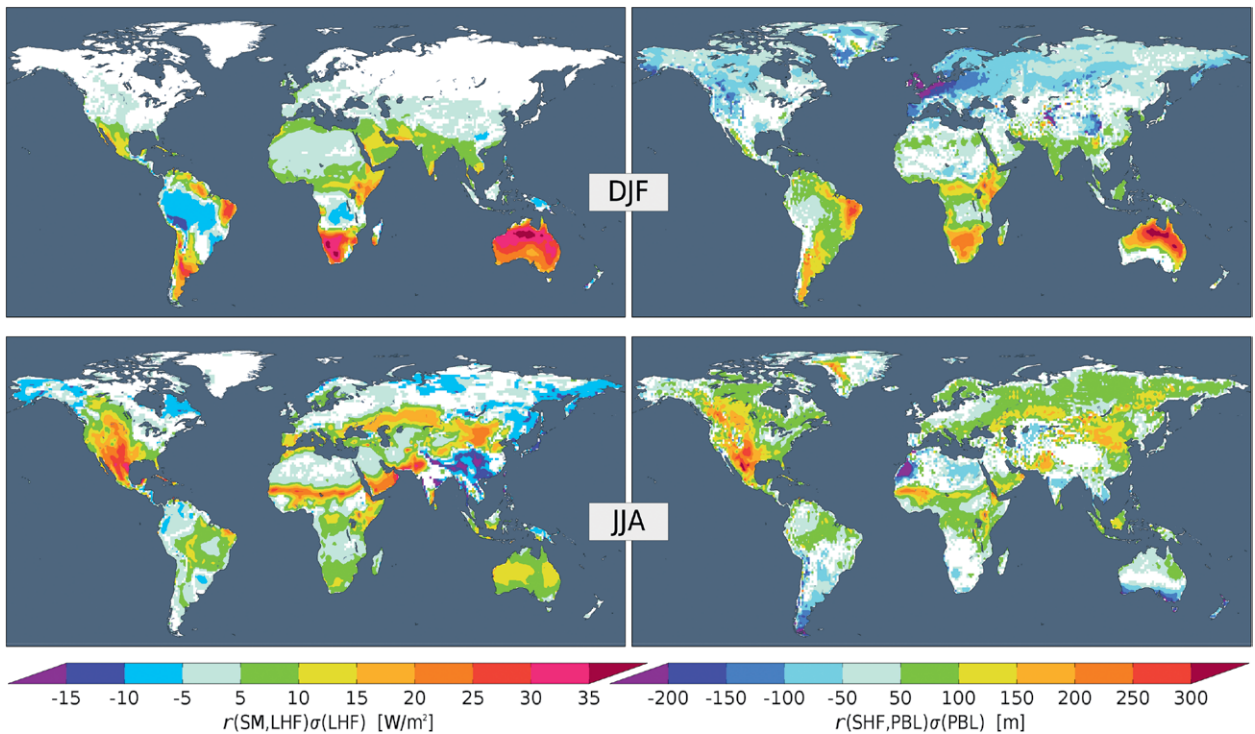 DJF
JJA
-15 -10 -5 5 10 15 20 25 30 35
-200 -150 -100 -50 50 100 150 200 250 300
r(SM,LHF)σ(LHF) [W/m²]
r(SHF,PBL)σ(PBL) [m]